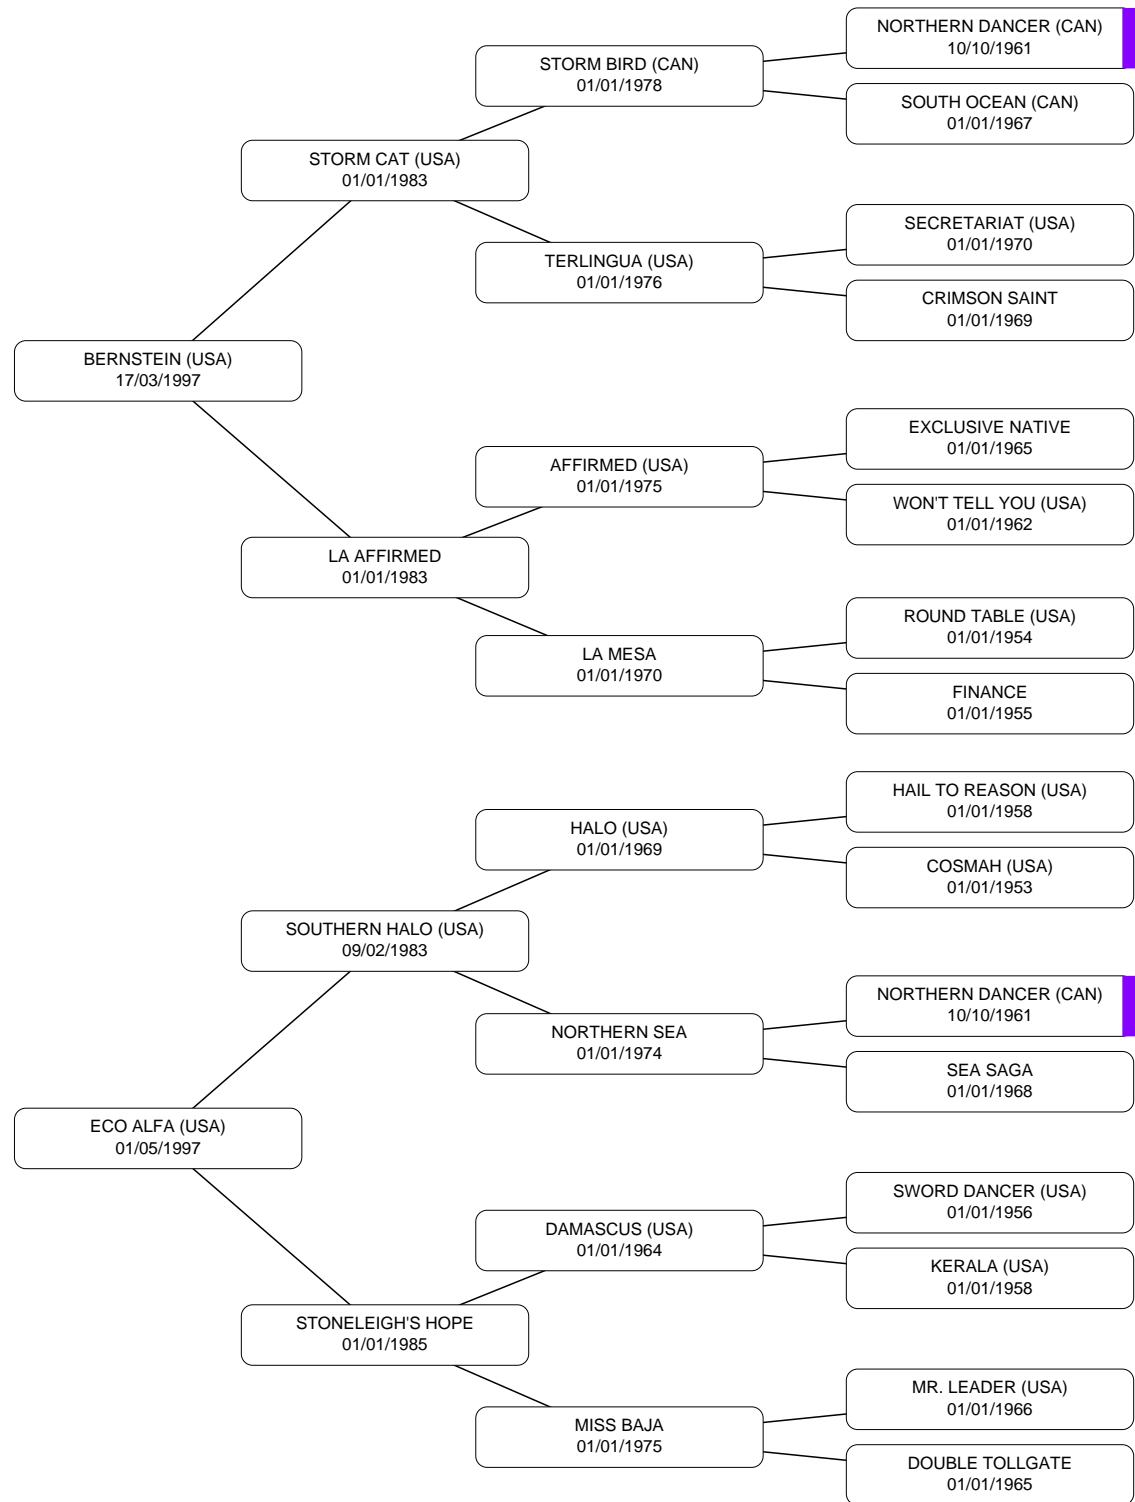 NORTHERN DANCER (CAN)
10/10/1961
STORM BIRD (CAN)
01/01/1978
SOUTH OCEAN (CAN)
01/01/1967
STORM CAT (USA)
01/01/1983
SECRETARIAT (USA)
01/01/1970
TERLINGUA (USA)
01/01/1976
CRIMSON SAINT
01/01/1969
BERNSTEIN (USA)
17/03/1997
EXCLUSIVE NATIVE
01/01/1965
AFFIRMED (USA)
01/01/1975
WON'T TELL YOU (USA)
01/01/1962
LA AFFIRMED
01/01/1983
ROUND TABLE (USA)
01/01/1954
LA MESA
01/01/1970
FINANCE
01/01/1955
HAIL TO REASON (USA)
01/01/1958
HALO (USA)
01/01/1969
COSMAH (USA)
01/01/1953
SOUTHERN HALO (USA)
09/02/1983
NORTHERN DANCER (CAN)
10/10/1961
NORTHERN SEA
01/01/1974
SEA SAGA
01/01/1968
ECO ALFA (USA)
01/05/1997
SWORD DANCER (USA)
01/01/1956
DAMASCUS (USA)
01/01/1964
KERALA (USA)
01/01/1958
STONELEIGH'S HOPE
01/01/1985
MR. LEADER (USA)
01/01/1966
MISS BAJA
01/01/1975
DOUBLE TOLLGATE
01/01/1965